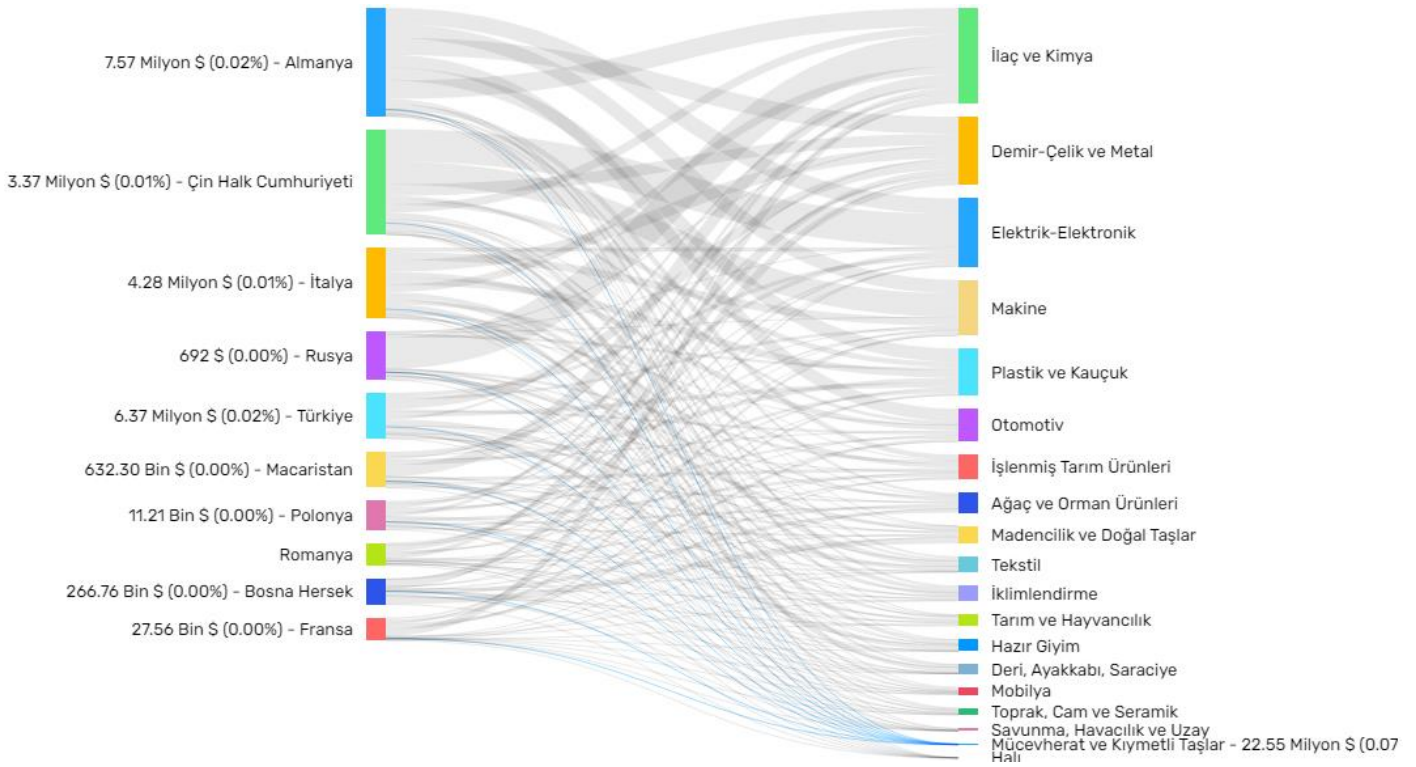 7.57 Milyon $ (0.02%) - Almanya
3.37 Milyon $ (0.01%) - Çin Halk Cumhuriyeti
4.28 Milyon $ (0.01%) - İtalya
692 $ (0.00%) - Rusya
6.37 Milyon $ (0.02%) - Türkiye
632.30 Bin $ (0.00%) - Macaristan
11.21 Bin $ (0.00%) - Polonya
Romanya
266.76 Bin $ (0.00%) - Bosna Hersek
27.56 Bin $ (0.00%) - Fransa
İlaç ve Kimya
Demir-Çelik ve Metal
Elektrik-Elektronik
Makine
Plastik ve Kauçuk
Otomotiv
İşlenmiş Tarım Ürünleri
Ağaç ve Orman Ürünleri
Madencilik ve Doğal Taşlar
Tekstil
İklimlendirme
Tarım ve Hayvancılık
Hazır Giyim
Deri, Ayakkabı, Saraciye
Mobilya
Toprak, Cam ve Seramik
Savunma, Havacılık ve Uzay
Mücevherat ve Kıymetli Taşlar - 22.55 Milyon $ (0.07
Halı